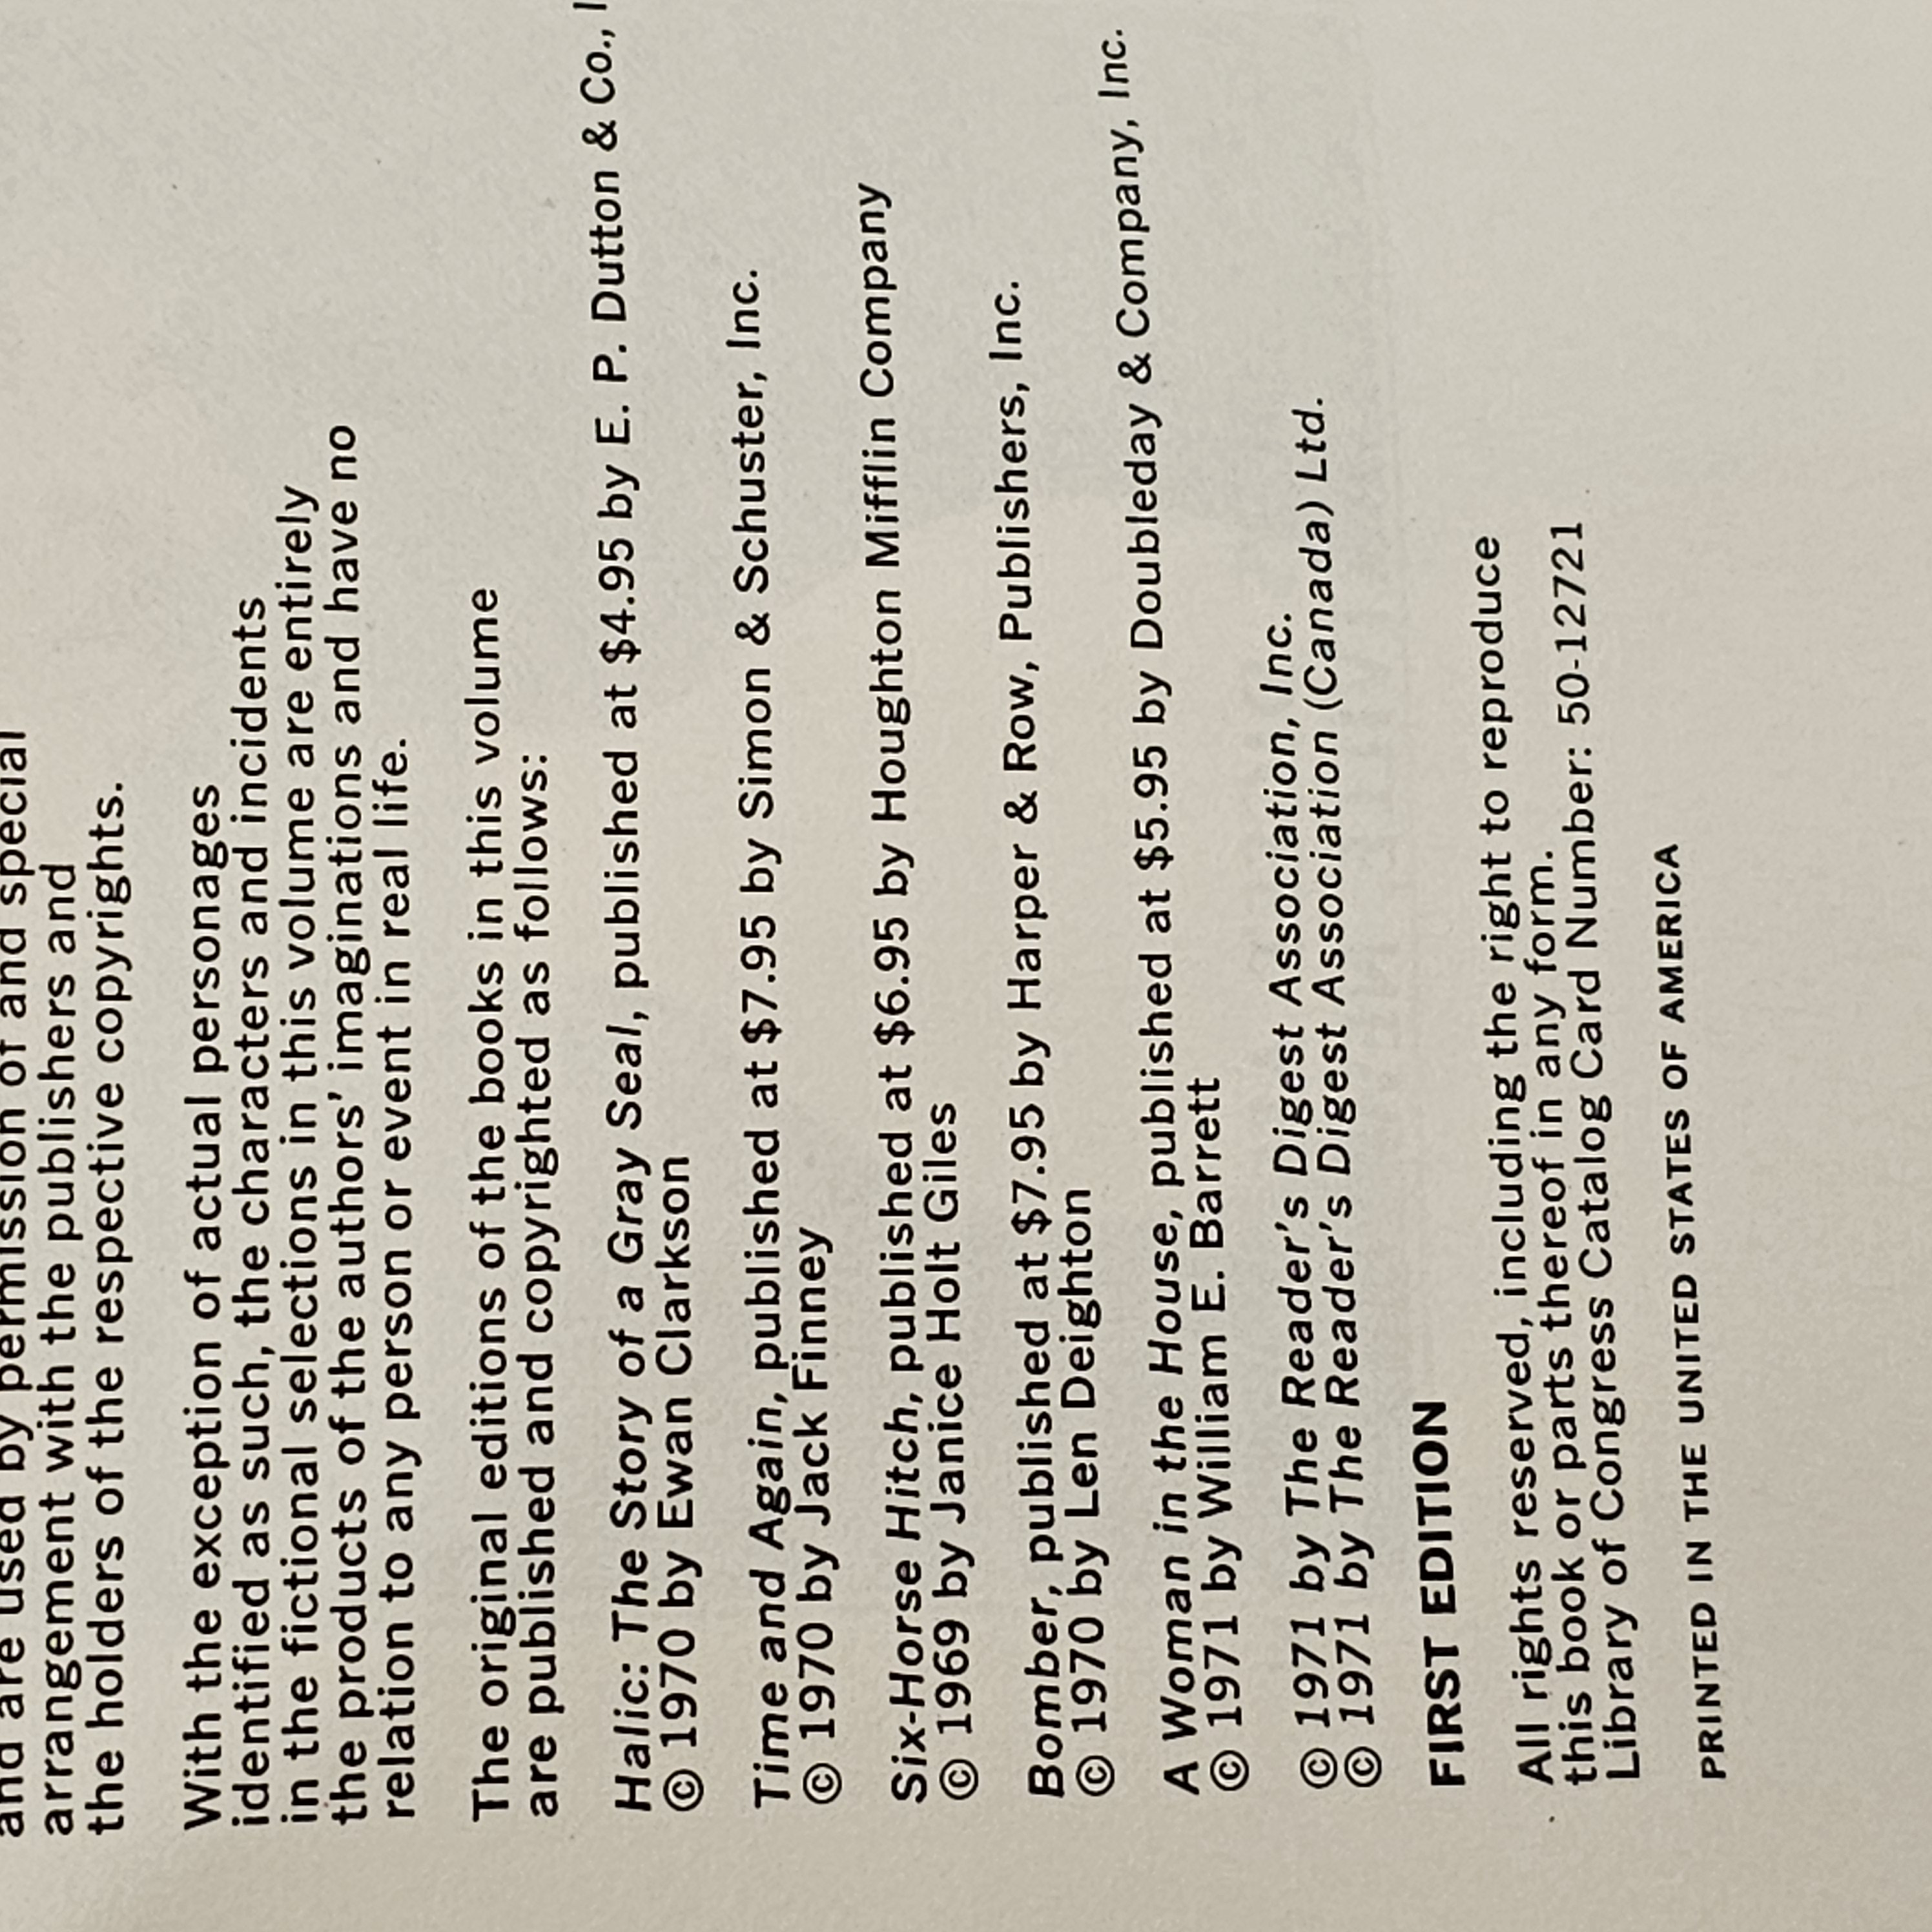 and are used by permission of and special
arrangement with the publishers and
the holders of the respective copyrights.
With the exception of actual personages
identified as such, the characters and incidents
in the fictional selections in this volume are entirely
the products of the authors' imaginations and have no
relation to any person or event in real life.
The original editions of the books in this volume
are published and copyrighted as follows:
Halic: The Story of a Gray Seal, published at $4.95 by E. P. Dutton & Co.,
© 1970 by Ewan Clarkson
Time and Again, published at $7.95 by Simon & Schuster, Inc.
© 1970 by Jack Finney
Six-Horse Hitch, published at $6.95 by Houghton Mifflin Company
© 1969 by Janice Holt Giles
Bomber, published at $7.95 by Harper & Row, Publishers, Inc.
© 1970 by Len Deighton
A Woman in the House, published at $5.95 by Doubleday & Company, Inc.
© 1971 by William E. Barrett
© 1971 by The Reader's Digest Association, Inc.
© 1971 by The Reader's Digest Association (Canada) Ltd.
FIRST EDITION
All rights reserved, including the right to reproduce
this book or parts thereof in any form.
Library of Congress Catalog Card Number: 50-12721
PRINTED IN THE UNITED STATES OF AMERICA